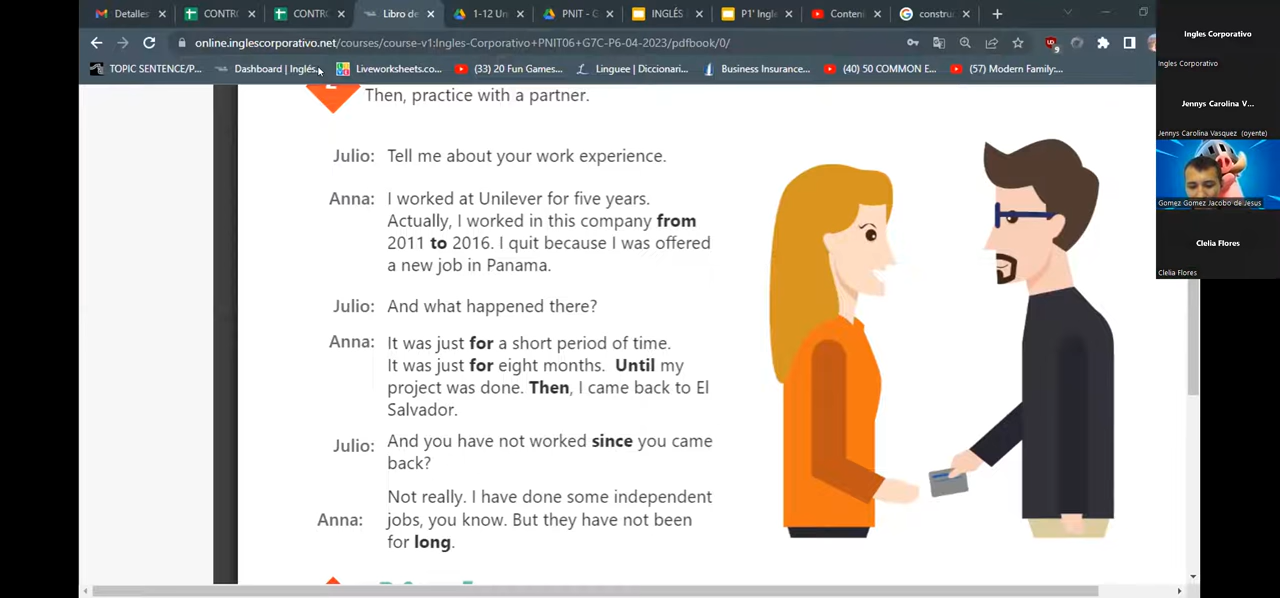 Detalles
CONTRO
CONTRO
Libro de
1-12 Un
PNIT - G
INGLÉS
P1' Ingle
Conten
constru
online.inglescorporativo.net/courses/course-v1:Ingles-Corporativo+PNIT06+G7C-P6-04-2023/pdfbook/0/
TOPIC SENTENCE/P...
Dashboard | Inglés...
Liveworksheets.co...
(33) 20 Fun Games...
Linguee | Diccionari...
Business Insurance...
(40) 50 COMMON E...
(57) Modern Family:...
Then, practice with a partner.
Julio: Tell me about your work experience.
Anna: I worked at Unilever for five years.
Actually, I worked in this company from
2011 to 2016. I quit because I was offered
a new job in Panama.
Julio: And what happened there?
Anna: It was just for a short period of time.
It was just for eight months. Until my
project was done. Then, I came back to El
Salvador.
Julio: And you have not worked since you came
back?
Not really. I have done some independent
Anna: jobs, you know. But they have not been
for long.
Ingles Corporativo
Ingles Corporativo
Jennys Carolina V...
Jennys Carolina Vasquez (oyente)
Gomez Gomez Jacobo de Jesus
Clelia Flores
Clelia Flores